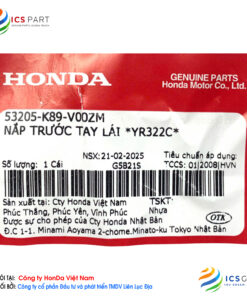 ICS PART
ICS PART
HONDA
GENUINE PARTS
Honda Motor Co., Ltd.
53205-K89-V00ZM
NẮP TRƯỚC TAY LÁI *YR322C*
NSX: 21-02-2025
Tiêu chuẩn áp dụng:
Số lượng: 1 Cái
G5B21S
TCCS: 01|2008|HVN
Sản xuất tại: Cty Honda Việt Nam
TSKT
Phúc Thắng, Phúc Yên, Vĩnh Phúc
Nhựa
Được sự cho phép của Cty Honda Nhật Bản
OTK
Đ.C 1-1. Minami Aoyama 2-chome.Minato-ku Tokyo Nhật Bản
Công ty HonDa Việt Nam
Công ty cổ phần Đầu tư và phát triển TMDV Liên Lục Địa
ICS